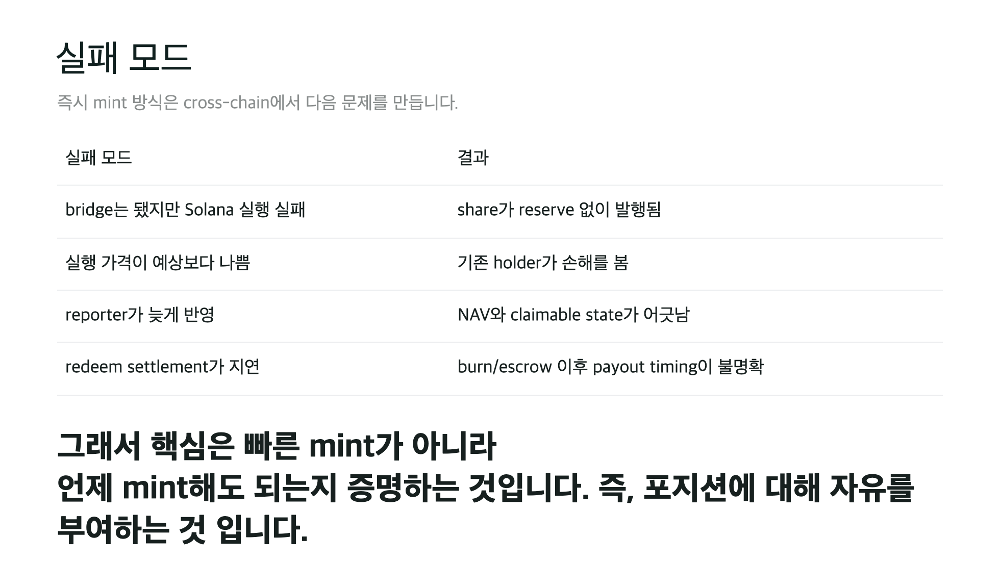 실패 모드
즉시 mint 방식은 cross-chain에서 다음 문제를 만듭니다.
실패 모드 결과
bridge는 됐지만 Solana 실행 실패 share가 reserve 없이 발행됨
실행 가격이 예상보다 나쁨 기존 holder가 손해를 봄
reporter가 늦게 반영 NAV와 claimable state가 어긋남
redeem settlement가 지연 burn/escrow 이후 payout timing이 불명확
그래서 핵심은 빠른 mint가 아니라
언제 mint해도 되는지 증명하는 것입니다. 즉, 포지션에 대해 자유를
부여하는 것 입니다.